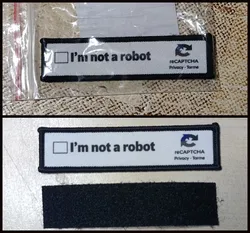 I'm not a robot
reCAPTCHA
Privacy - Terms
I'm not a robot
reCAPTCHA
Privacy - Terms